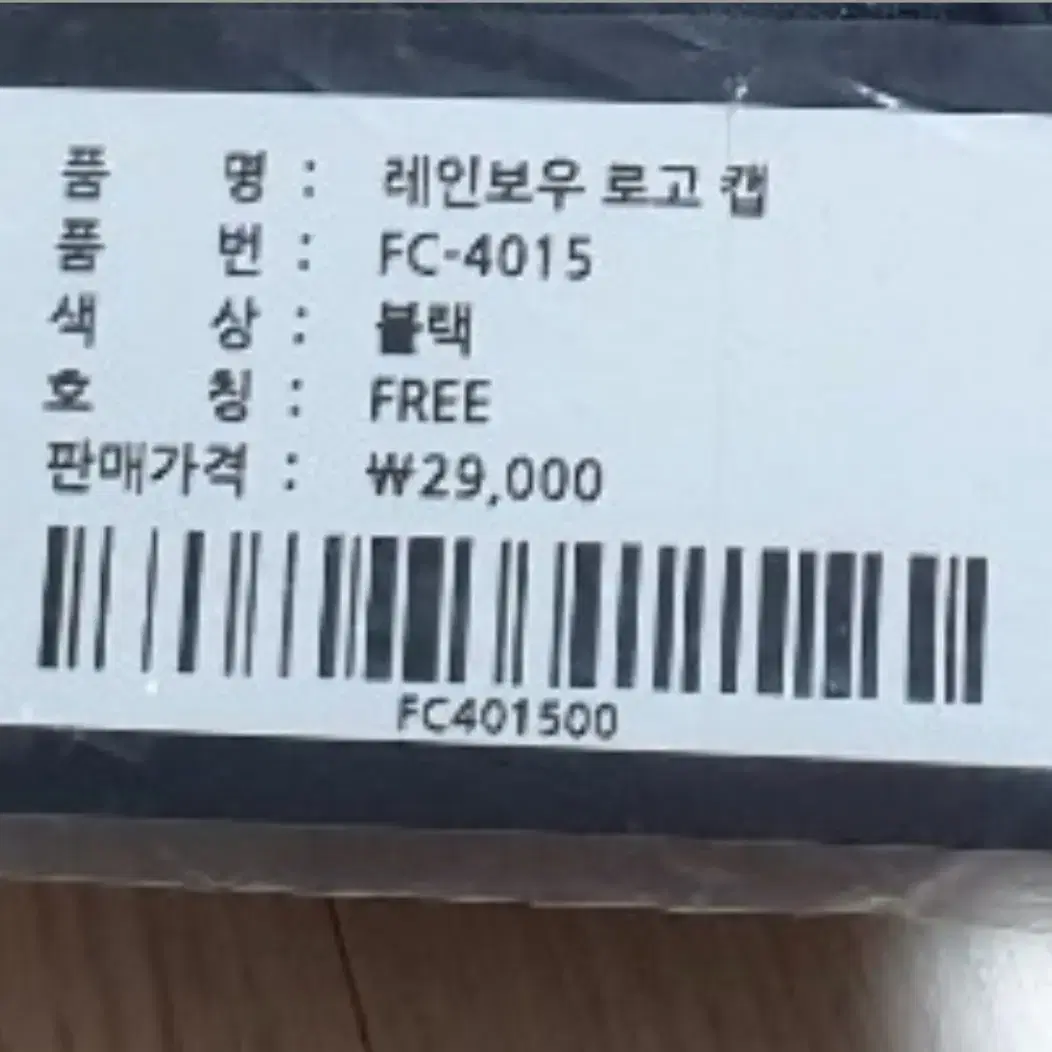 품 명 : 레인보우 로고 캡
품 번 : FC-4015
색 상 : 블랙
호 칭 : FREE
판매가격 : ₩29,000
FC401500